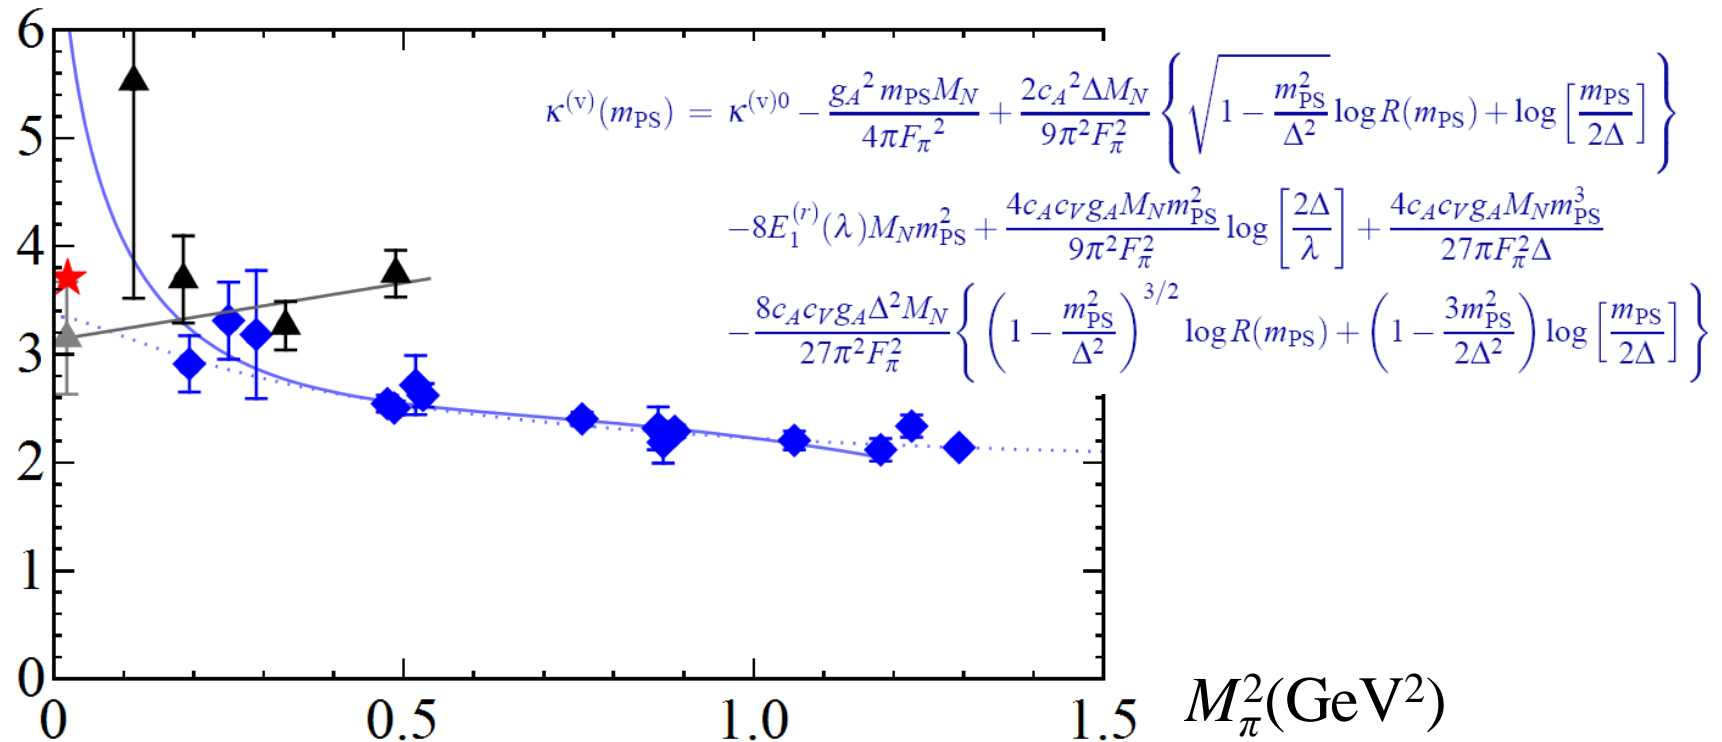 6
5
4
3
2
1
0
0 0.5 1.0 1.5
M_π^2(GeV^2)
κ^(v)(m_PS) = κ^(v)0 − g_A^2 m_PS M_N / 4πF_π^2 + 2c_A^2 Δ M_N / 9π^2 F_π^2 { √(1 − m_PS^2/Δ^2) log R(m_PS) + log [m_PS / 2Δ] }
−8E_1^(r)(λ)M_N m_PS^2 + 4c_A c_V g_A M_N m_PS^2 / 9π^2 F_π^2 log [2Δ / λ] + 4c_A c_V g_A M_N m_PS^3 / 27πF_π^2 Δ
− 8c_A c_V g_A Δ^2 M_N / 27π^2 F_π^2 { (1 − m_PS^2/Δ^2)^3/2 log R(m_PS) + (1 − 3m_PS^2/2Δ^2) log [m_PS / 2Δ] }